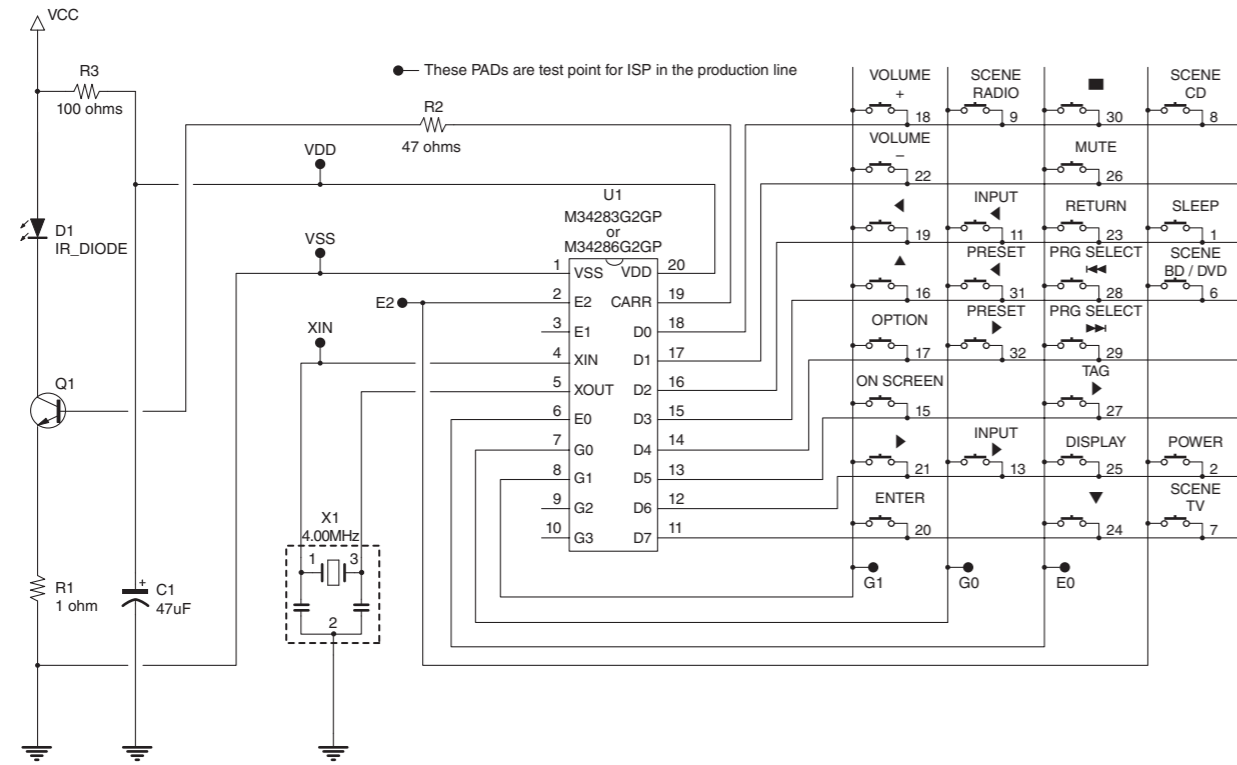 VCC
R3
100 ohms
These PADs are test point for ISP in the production line
R2
47 ohms
VDD
VSS
D1
IR_DIODE
E2
XIN
Q1
R1
1 ohm
C1
+
47uF
X1
4.00MHz
1
3
2
U1
M34283G2GP
or
M34286G2GP
1 VSS VDD 20
2 E2 CARR 19
3 E1 D0 18
4 XIN D1 17
5 XOUT D2 16
6 E0 D3 15
7 G0 D4 14
8 G1 D5 13
9 G2 D6 12
10 G3 D7 11
VOLUME
+
18
SCENE
RADIO
9
30
SCENE
CD
8
VOLUME
–
22
MUTE
26
19
INPUT
11
RETURN
23
SLEEP
1
16
PRESET
31
PRG SELECT
28
SCENE
BD / DVD
6
OPTION
17
PRESET
32
PRG SELECT
29
ON SCREEN
15
TAG
27
21
INPUT
13
DISPLAY
25
POWER
2
ENTER
20
24
SCENE
TV
7
G1
G0
E0